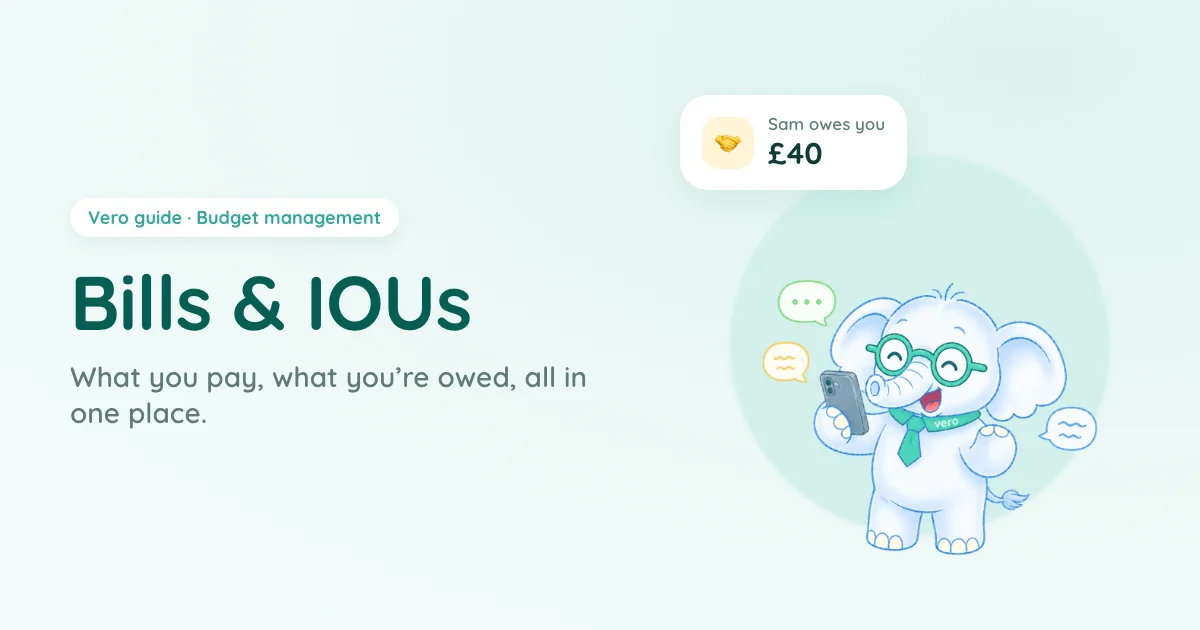 Vero guide · Budget management
Bills & IOUs
What you pay, what you’re owed, all in
one place.
Sam owes you
£40
vero